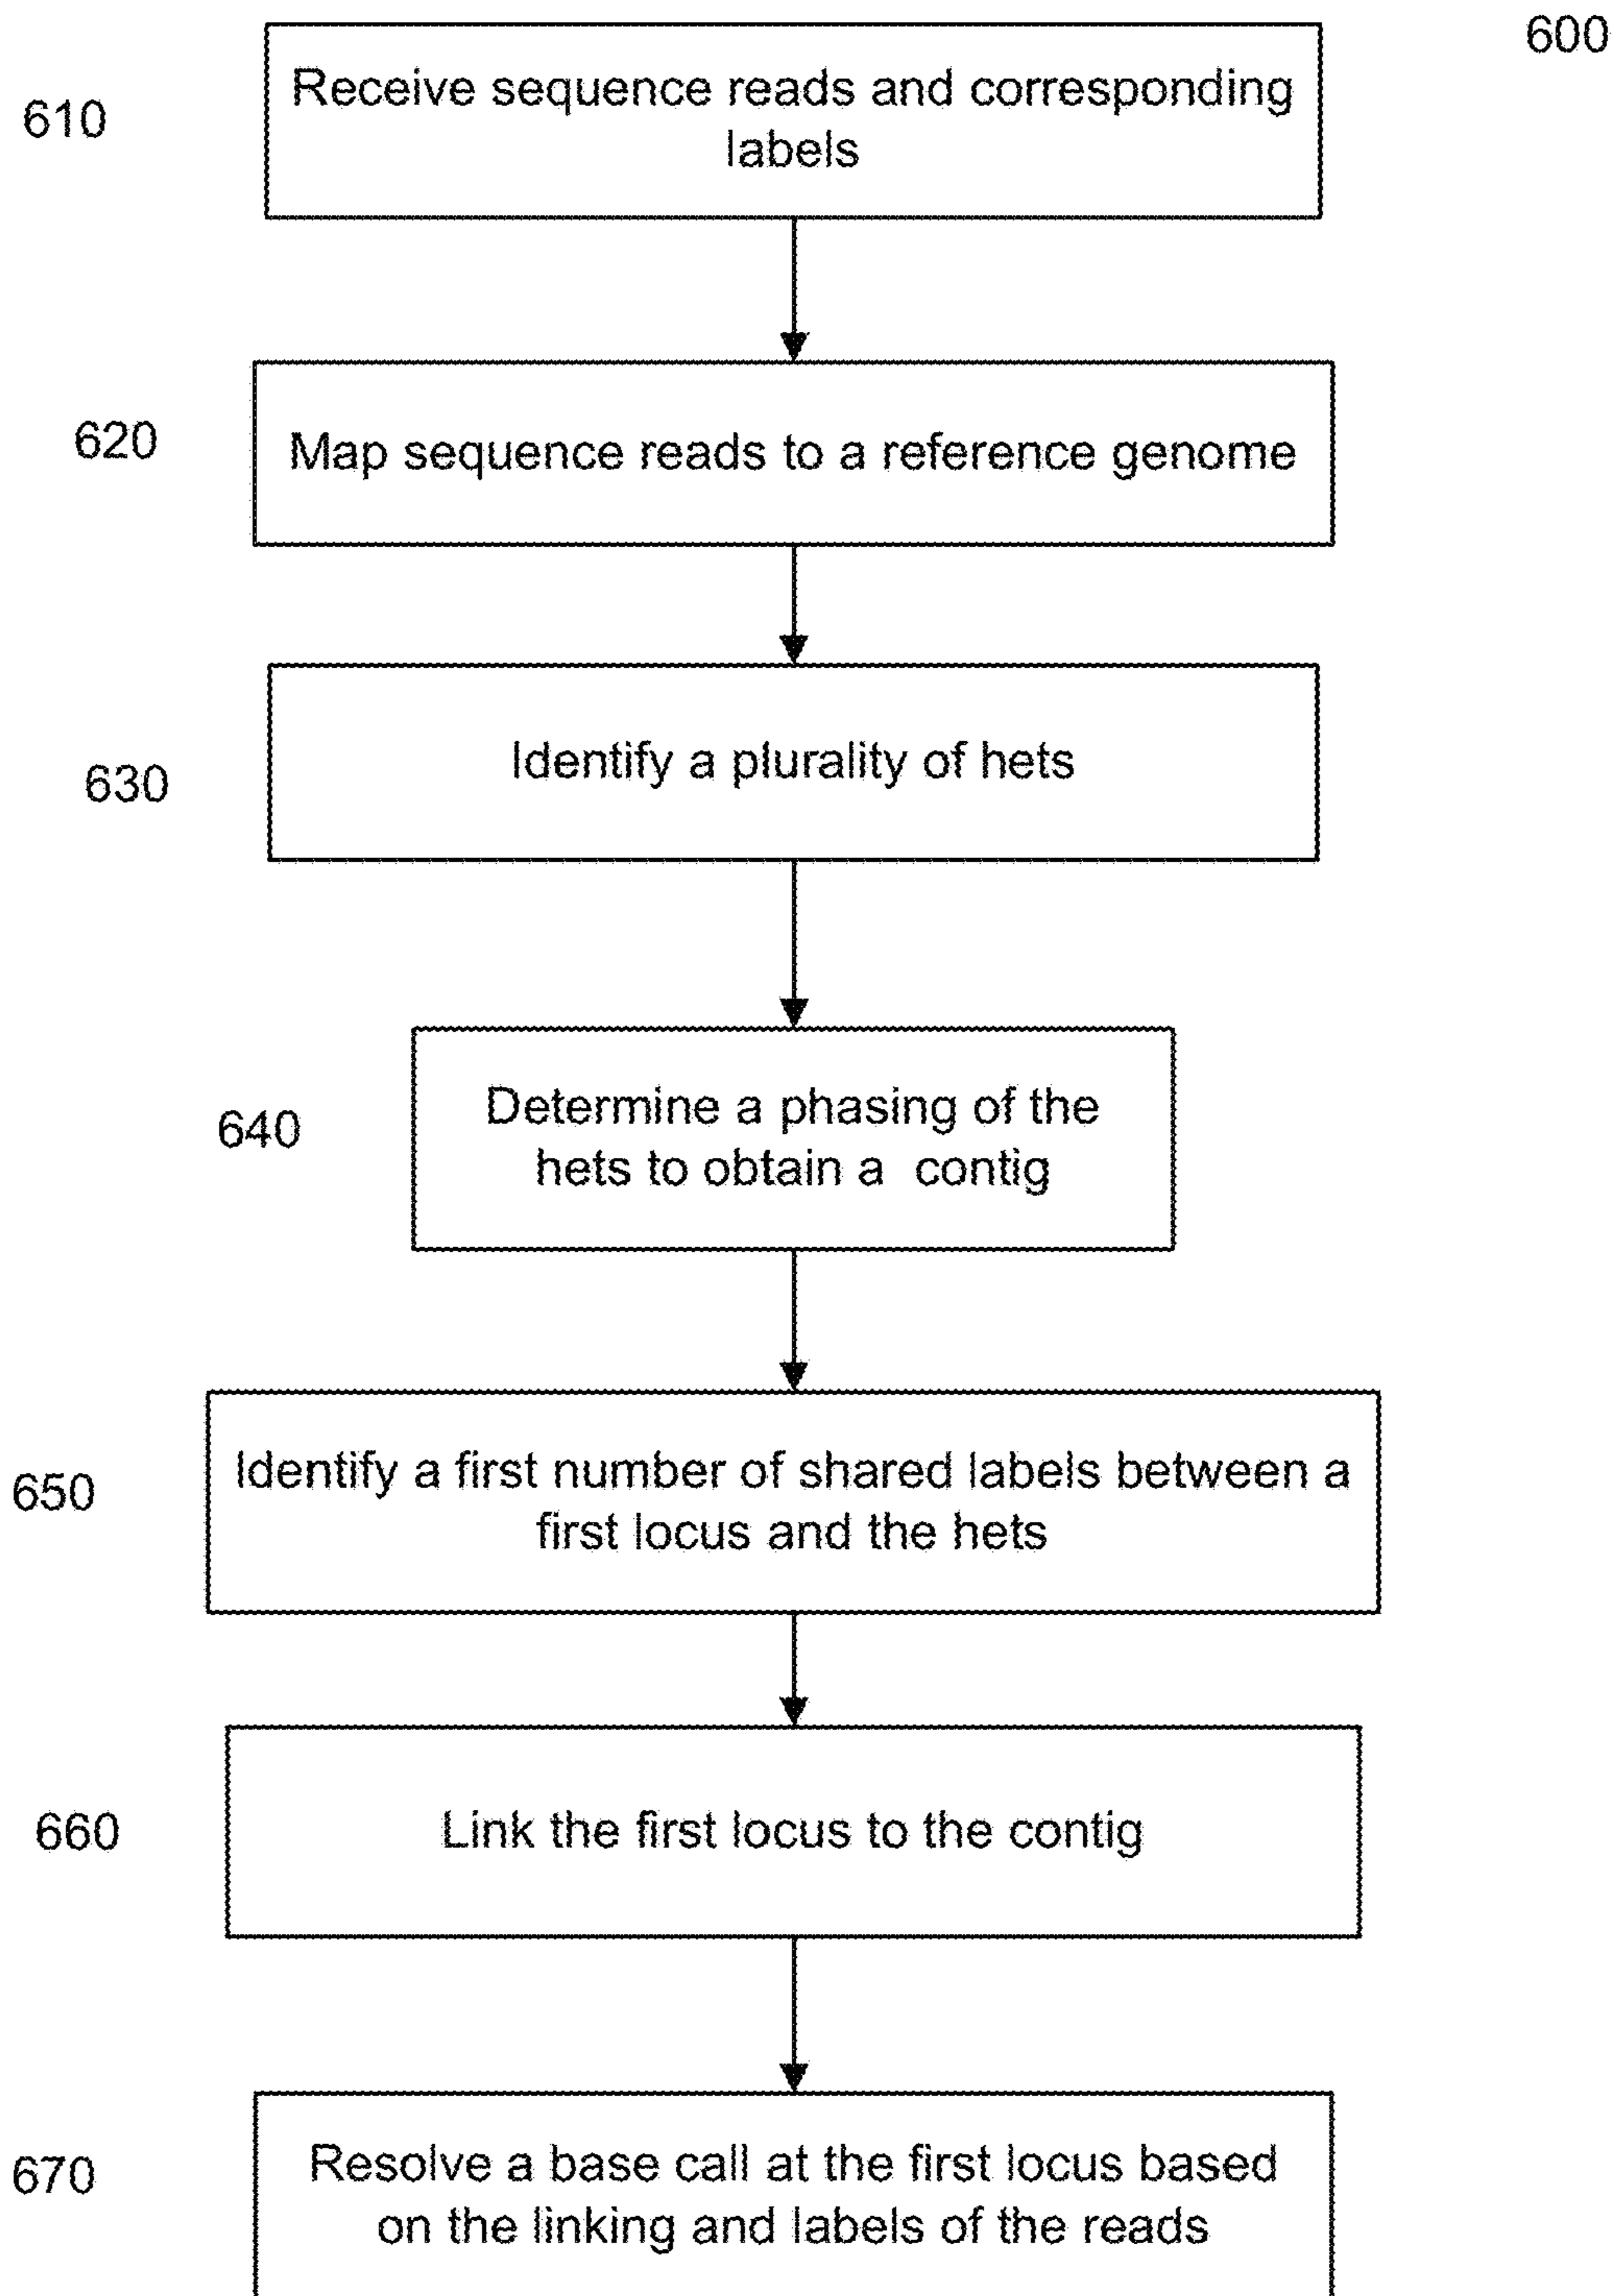 600
610
Receive sequence reads and corresponding
labels
620
Map sequence reads to a reference genome
630
Identify a plurality of hets
640
Determine a phasing of the
hets to obtain a contig
650
Identify a first number of shared labels between a
first locus and the hets
660
Link the first locus to the contig
670
Resolve a base call at the first locus based
on the linking and labels of the reads